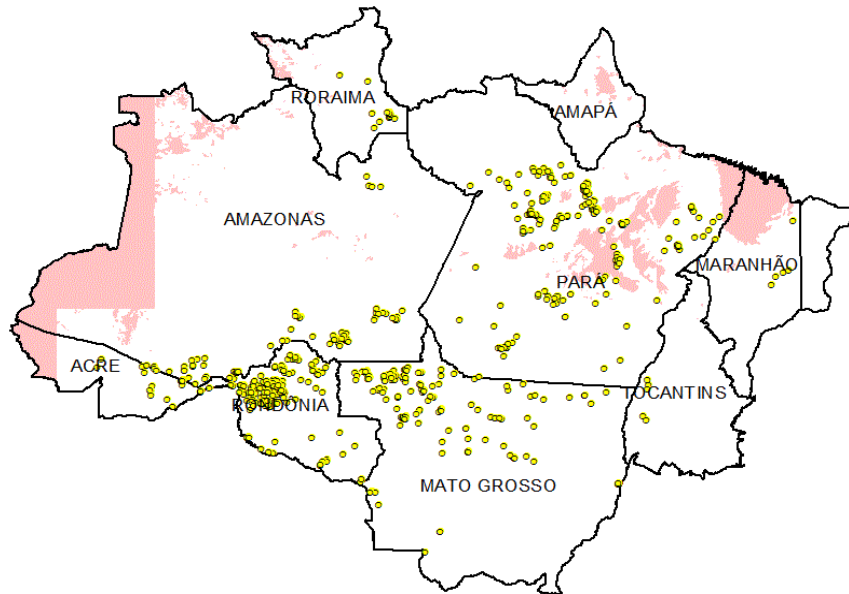 RORAIMA
AMAPÁ
AMAZONAS
MARANHÃO
PARÁ
ACRE
TOCANTINS
RONDÔNIA
MATO GROSSO